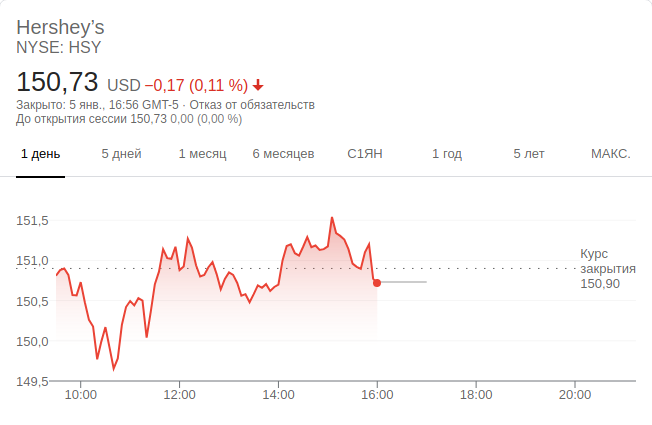 Hershey’s
NYSE: HSY
150,73 USD −0,17 (0,11 %)
Закрыто: 5 янв., 16:56 GMT-5 · Отказ от обязательств
До открытия сессии 150,73 0,00 (0,00 %)
1 день 5 дней 1 месяц 6 месяцев С1ЯН 1 год 5 лет МАКС.
151,5
151,0
150,5
150,0
149,5
Курс
закрытия
150,90
10:00 12:00 14:00 16:00 18:00 20:00